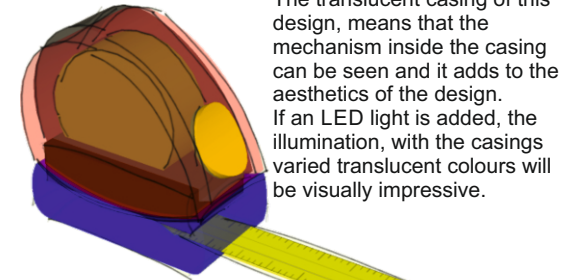 The translucent casing of this
design, means that the
mechanism inside the casing
can be seen and it adds to the
aesthetics of the design.
If an LED light is added, the
illumination, with the casings
varied translucent colours will
be visually impressive.